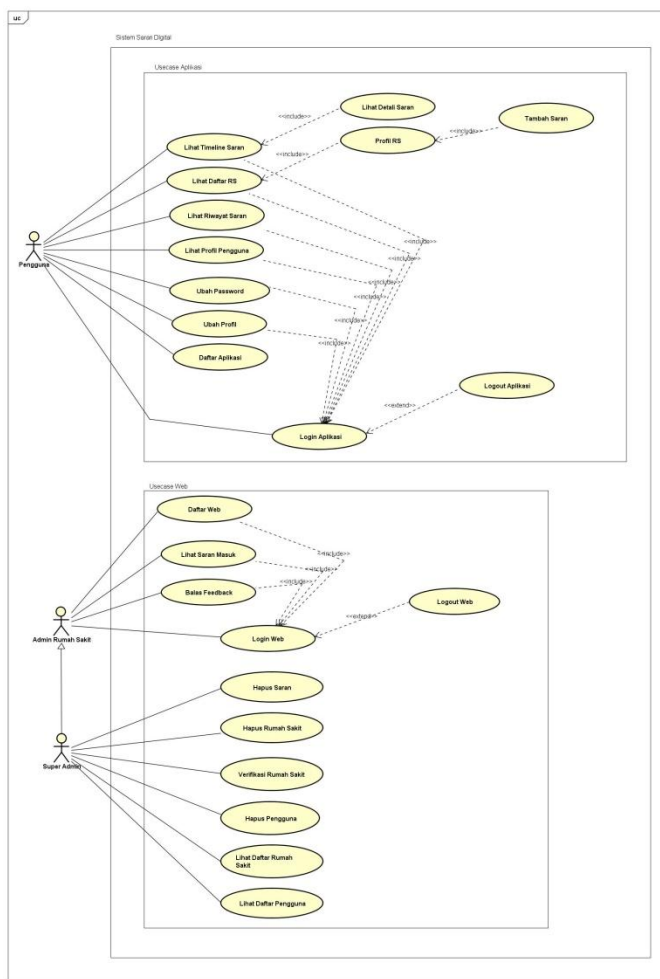 uc
Sistem Saran Digital
Usecase Aplikasi
Lihat Detail Saran
<<include>>
Tambah Saran
Lihat Timeline Saran
Profil RS
<<include>>
<<include>>
Lihat Daftar RS
Lihat Riwayat Saran
<<include>>
Pengguna
Lihat Profil Pengguna
<<include>>
<<include>>
Ubah Password
<<include>>
<<include>>
Ubah Profil
<<include>>
Daftar Aplikasi
Logout Aplikasi
<<extend>>
Login Aplikasi
Usecase Web
Daftar Web
<<include>>
Lihat Saran Masuk
<<include>>
<<include>>
Balas Feedback
Logout Web
<<extend>>
Admin Rumah Sakit
Login Web
Hapus Saran
Hapus Rumah Sakit
Super Admin
Verifikasi Rumah Sakit
Hapus Pengguna
Lihat Daftar Rumah
Sakit
Lihat Daftar Pengguna